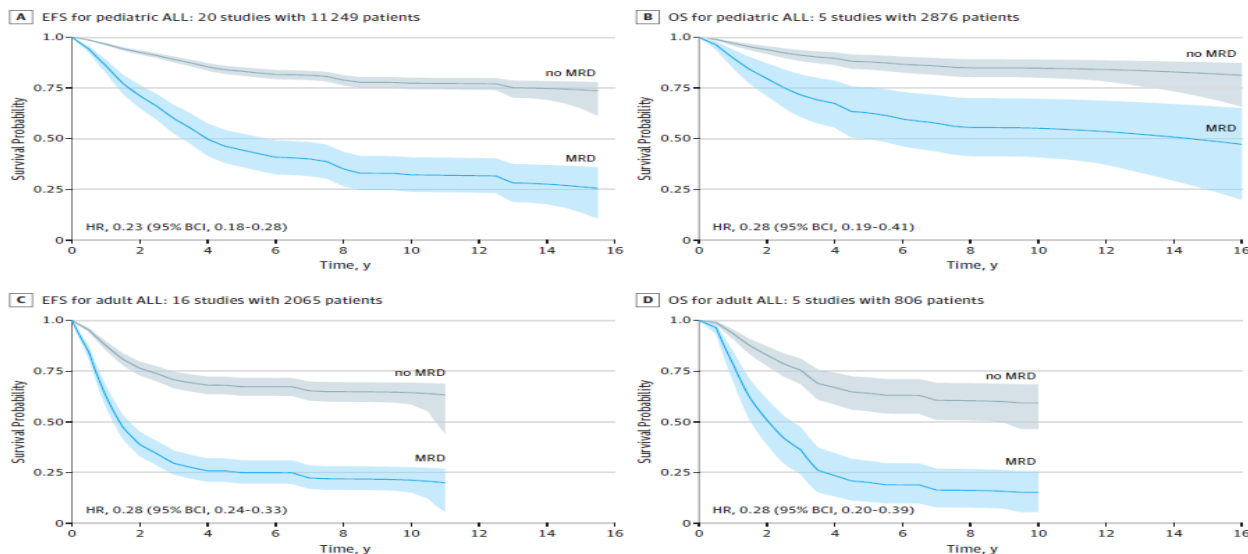 A EFS for pediatric ALL: 20 studies with 11 249 patients
1.0
0.75
0.50
0.25
0
Survival Probability
no MRD
MRD
HR, 0.23 (95% BCI, 0.18-0.28)
0 2 4 6 8 10 12 14 16
Time, y
B OS for pediatric ALL: 5 studies with 2876 patients
1.0
0.75
0.50
0.25
0
Survival Probability
no MRD
MRD
HR, 0.28 (95% BCI, 0.19-0.41)
0 2 4 6 8 10 12 14 16
Time, y
C EFS for adult ALL: 16 studies with 2065 patients
1.0
0.75
0.50
0.25
0
Survival Probability
no MRD
MRD
HR, 0.28 (95% BCI, 0.24-0.33)
0 2 4 6 8 10 12 14 16
Time, y
D OS for adult ALL: 5 studies with 806 patients
1.0
0.75
0.50
0.25
0
Survival Probability
no MRD
MRD
HR, 0.28 (95% BCI, 0.20-0.39)
0 2 4 6 8 10 12 14 16
Time, y